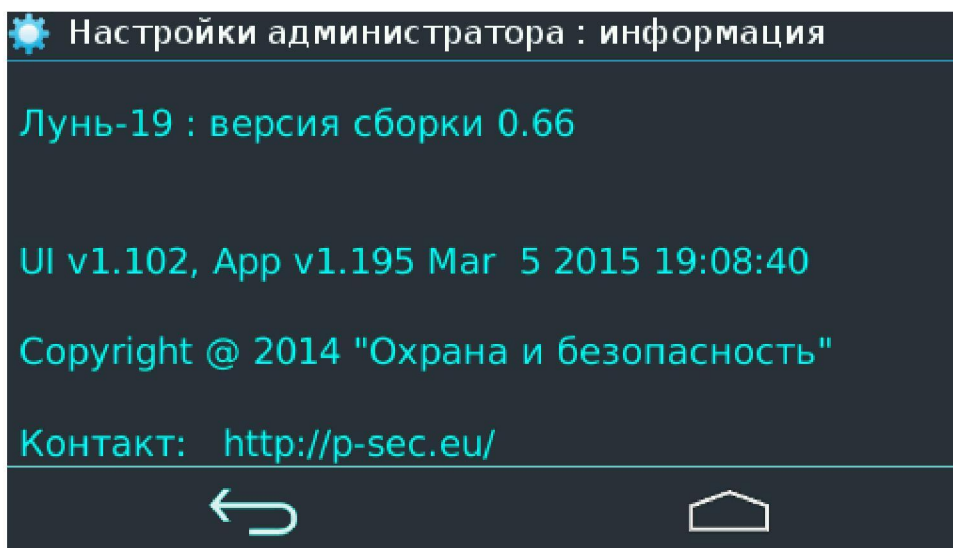 Настройки администратора : информация
Лунь-19 : версия сборки 0.66
UI v1.102, App v1.195 Mar  5 2015 19:08:40
Copyright @ 2014 "Охрана и безопасность"
Контакт:   http://p-sec.eu/